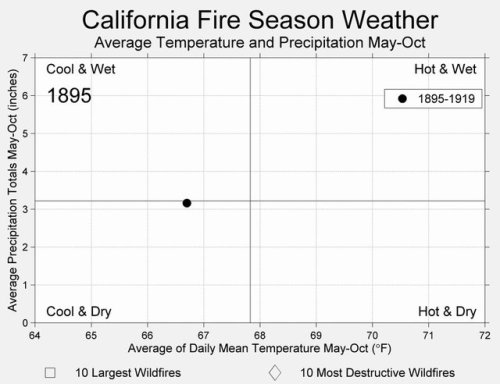 California Fire Season Weather
Average Temperature and Precipitation May-Oct
Average Precipitation Totals May-Oct (inches)
7
6
5
4
3
2
1
0
Cool & Wet
Hot & Wet
1895
1895-1919
Cool & Dry
Hot & Dry
64 65 66 67 68 69 70 71 72
Average of Daily Mean Temperature May-Oct (°F)
10 Largest Wildfires
10 Most Destructive Wildfires